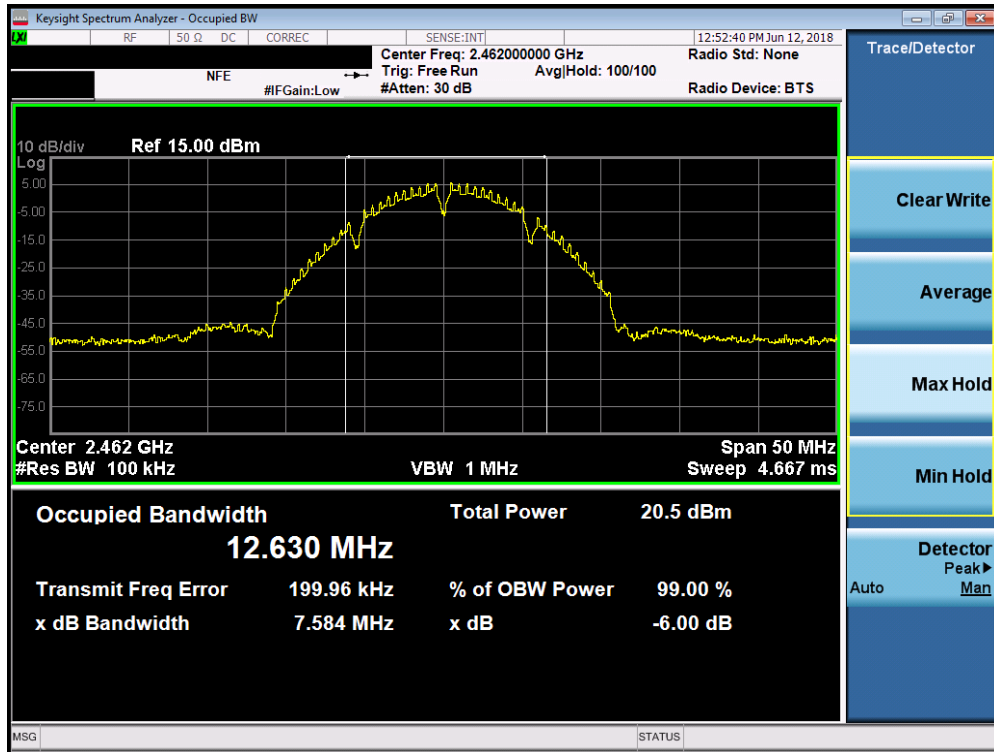 Keysight Spectrum Analyzer - Occupied BW
LXI RF 50 Ω DC CORREC SENSE:INT 12:52:40 PM Jun 12, 2018
Center Freq: 2.462000000 GHz Radio Std: None
NFE Trig: Free Run Avg|Hold: 100/100
#IFGain:Low #Atten: 30 dB Radio Device: BTS
Trace/Detector
10 dB/div Ref 15.00 dBm
Log
5.00
-5.00
-15.0
-25.0
-35.0
-45.0
-55.0
-65.0
-75.0
Center 2.462 GHz Span 50 MHz
#Res BW 100 kHz VBW 1 MHz Sweep 4.667 ms
Occupied Bandwidth Total Power 20.5 dBm
12.630 MHz
Transmit Freq Error 199.96 kHz % of OBW Power 99.00 %
x dB Bandwidth 7.584 MHz x dB -6.00 dB
Clear Write
Average
Max Hold
Min Hold
Detector
Peak▶
Auto Man
MSG STATUS